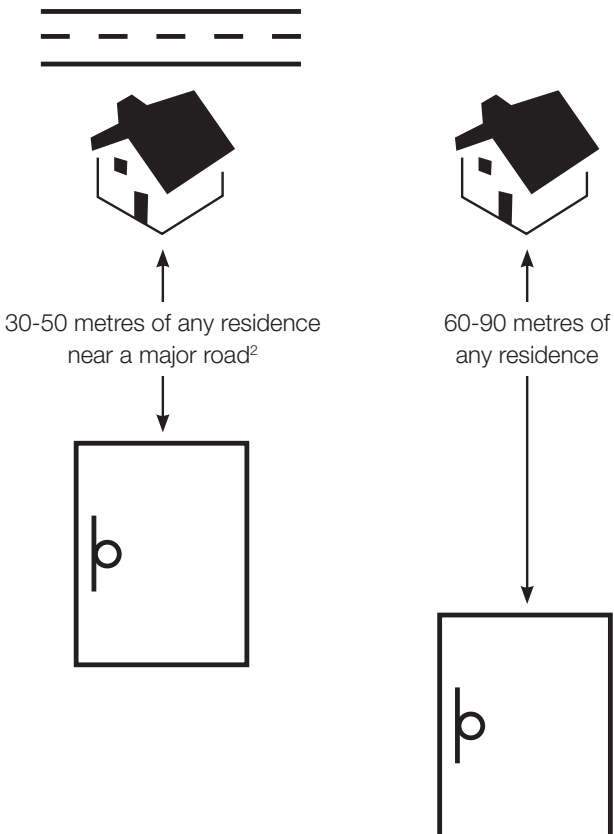 30-50 metres of any residence
near a major road²
60-90 metres of
any residence